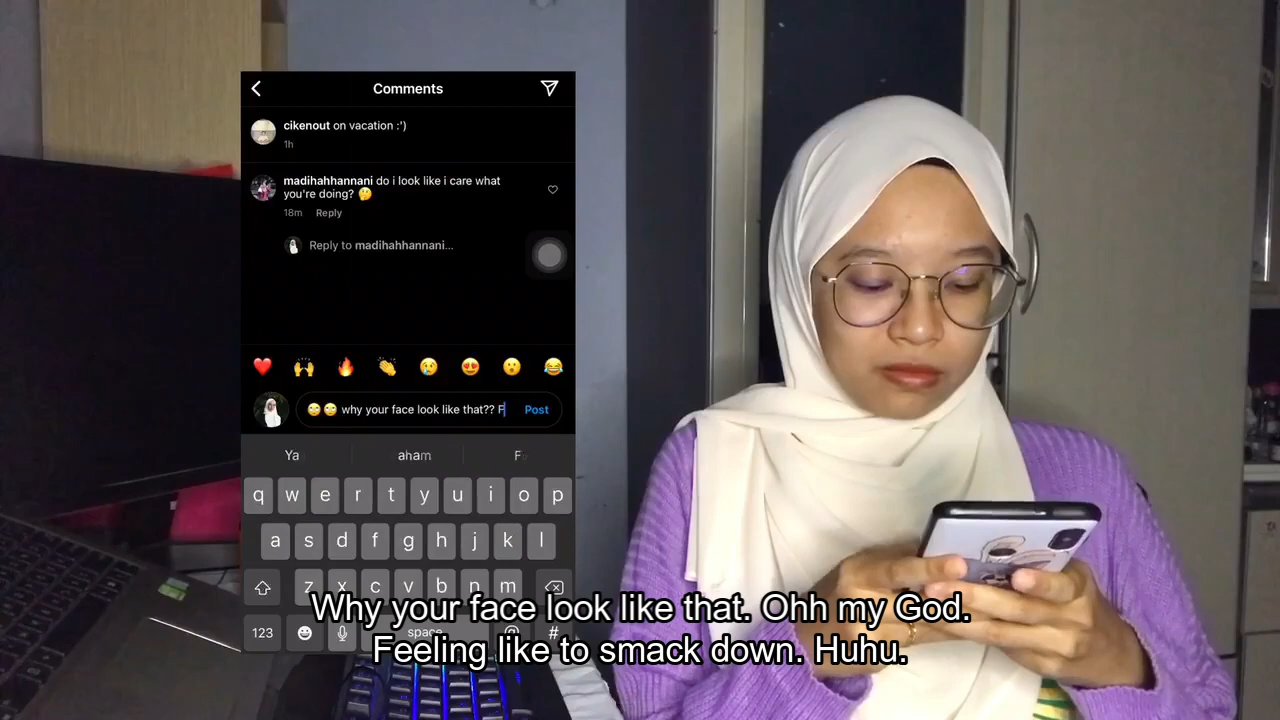 Comments
cikenout on vacation :')
1h
madihahhannani do i look like i care what
you're doing? 🤔
18m Reply
Reply to madihahhannani...
❤️ 🙌 🔥 👏 😢 😍 😮 😂
🙄🙄 why your face look like that?? F Post
Ya aham F
q w e r t y u i o p
a s d f g h j k l
z x c v b n m
123 space @ #
Why your face look like that. Ohh my God.
Feeling like to smack down. Huhu.